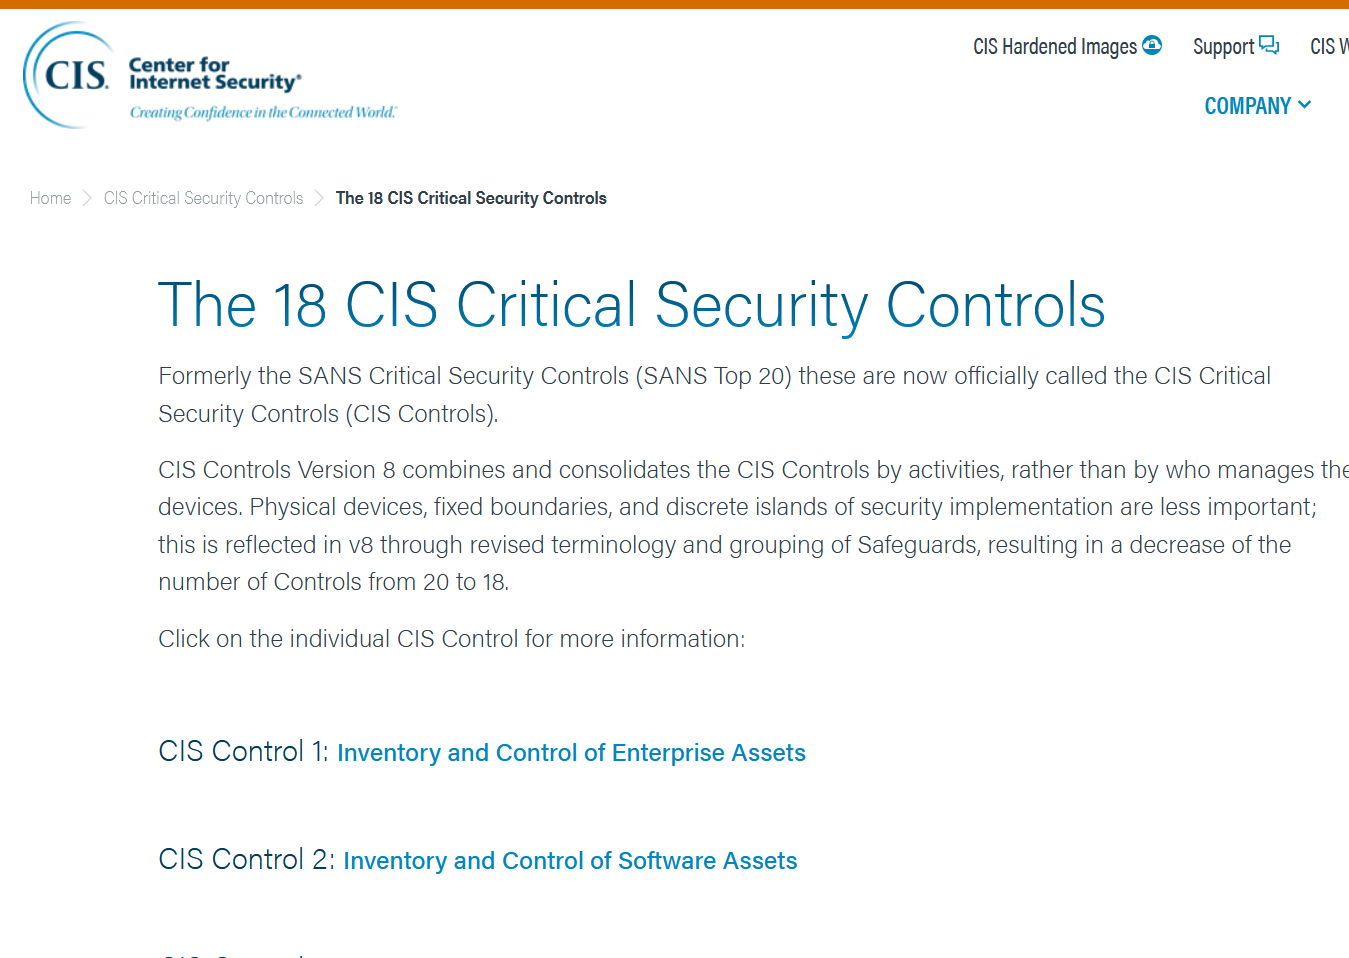 CIS Hardened Images Support CIS
CIS. Center for
Internet Security®
Creating Confidence in the Connected World.™
COMPANY
Home CIS Critical Security Controls The 18 CIS Critical Security Controls
The 18 CIS Critical Security Controls
Formerly the SANS Critical Security Controls (SANS Top 20) these are now officially called the CIS Critical
Security Controls (CIS Controls).
CIS Controls Version 8 combines and consolidates the CIS Controls by activities, rather than by who manages the
devices. Physical devices, fixed boundaries, and discrete islands of security implementation are less important;
this is reflected in v8 through revised terminology and grouping of Safeguards, resulting in a decrease of the
number of Controls from 20 to 18.
Click on the individual CIS Control for more information:
CIS Control 1: Inventory and Control of Enterprise Assets
CIS Control 2: Inventory and Control of Software Assets